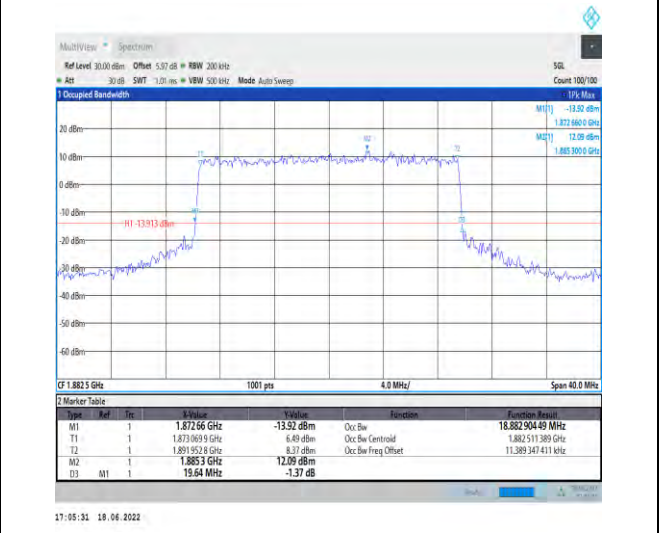 MultiView Spectrum
Ref Level 30.00 dBm Offset 5.97 dB RBW 200 kHz SGL
Att 30 dB SWT 1.01 ms VBW 500 kHz Mode Auto Sweep Count 100/100
1 Occupied Bandwidth 1Pk Max
M1[1] -13.92 dBm
1.872 660 0 GHz
20 dBm M2[1] 12.09 dBm
1.885 300 0 GHz
M2
T1 T2
10 dBm
0 dBm
-10 dBm
M1
H1 -13.913 dBm D3
-20 dBm
-30 dBm
-40 dBm
-50 dBm
-60 dBm
CF 1.882 5 GHz 1001 pts 4.0 MHz/ Span 40.0 MHz
2 Marker Table
Type Ref Trc X-Value Y-Value Function Function Result
M1 1 1.872 66 GHz -13.92 dBm Occ Bw 18.882 904 49 MHz
T1 1 1.873 069 9 GHz 6.49 dBm Occ Bw Centroid 1.882 511 389 GHz
T2 1 1.891 952 8 GHz 8.37 dBm Occ Bw Freq Offset 11.389 347 411 kHz
M2 1 1.885 3 GHz 12.09 dBm
D3 M1 1 19.64 MHz -1.37 dB
17:05:31 18.06.2022